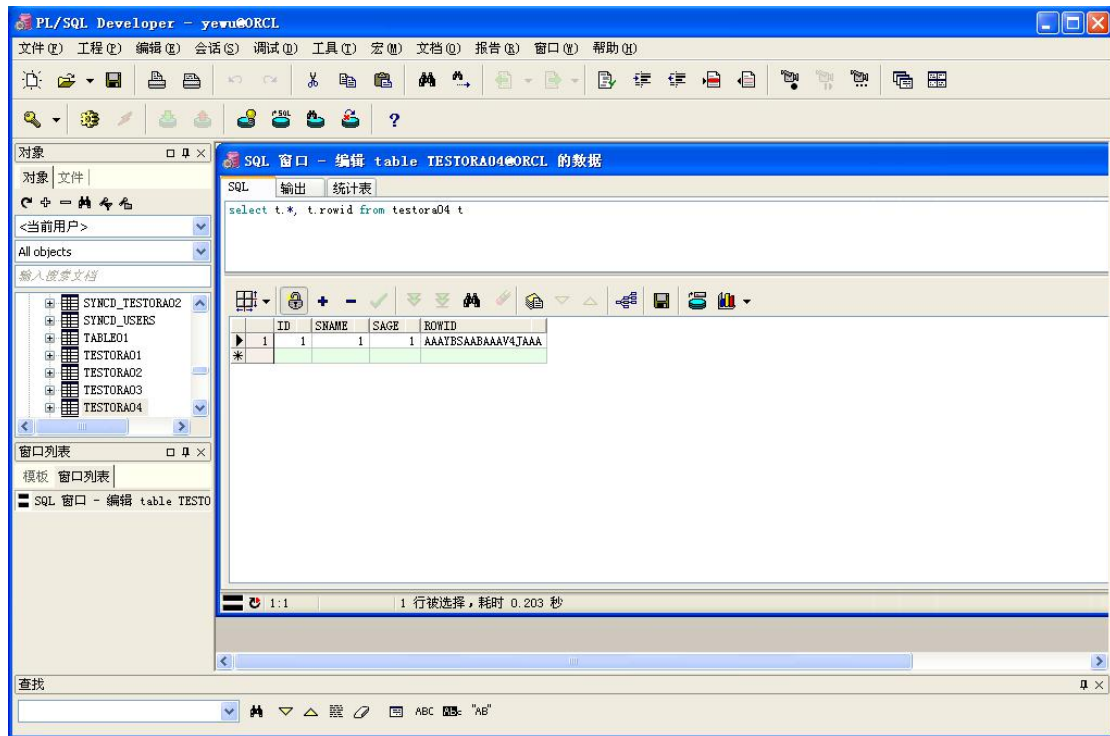 PL/SQL Developer - yewu@ORCL
文件(F) 工程(P) 编辑(E) 会话(S) 调试(D) 工具(T) 宏(M) 文档(O) 报告(R) 窗口(W) 帮助(H)
对象
对象 文件
<当前用户>
All objects
输入搜索文档
SYNCD_TESTORA02
SYNCD_USERS
TABLE01
TESTORA01
TESTORA02
TESTORA03
TESTORA04
窗口列表
模板 窗口列表
SQL 窗口 - 编辑 table TESTO
SQL 窗口 - 编辑 table TESTORA04@ORCL 的数据
SQL 输出 统计表
select t.*, t.rowid from testora04 t
ID SNAME SAGE ROWID
1 1 1 1 AAAYBSAABAAAV4JAAA
1:1 1 行被选择，耗时 0.203 秒
查找
ABC AB "AB"